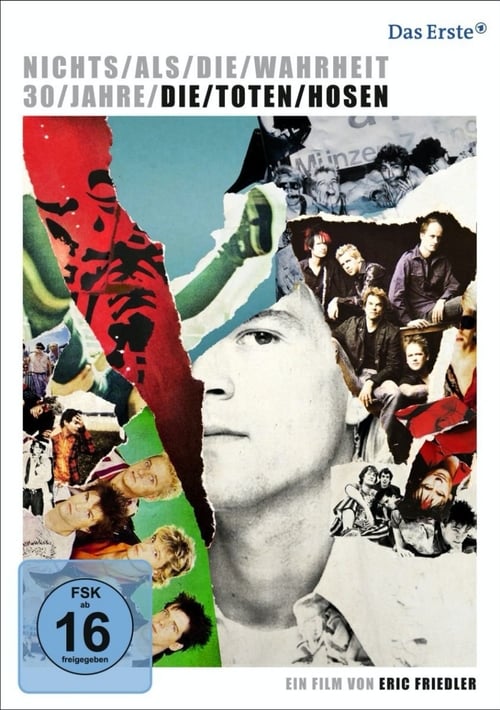 Das Erste
NICHTS/ALS/DIE/WAHRHEIT
30/JAHRE/DIE/TOTEN/HOSEN
Münze
FSK
ab
16
freigegeben
EIN FILM VON ERIC FRIEDLER